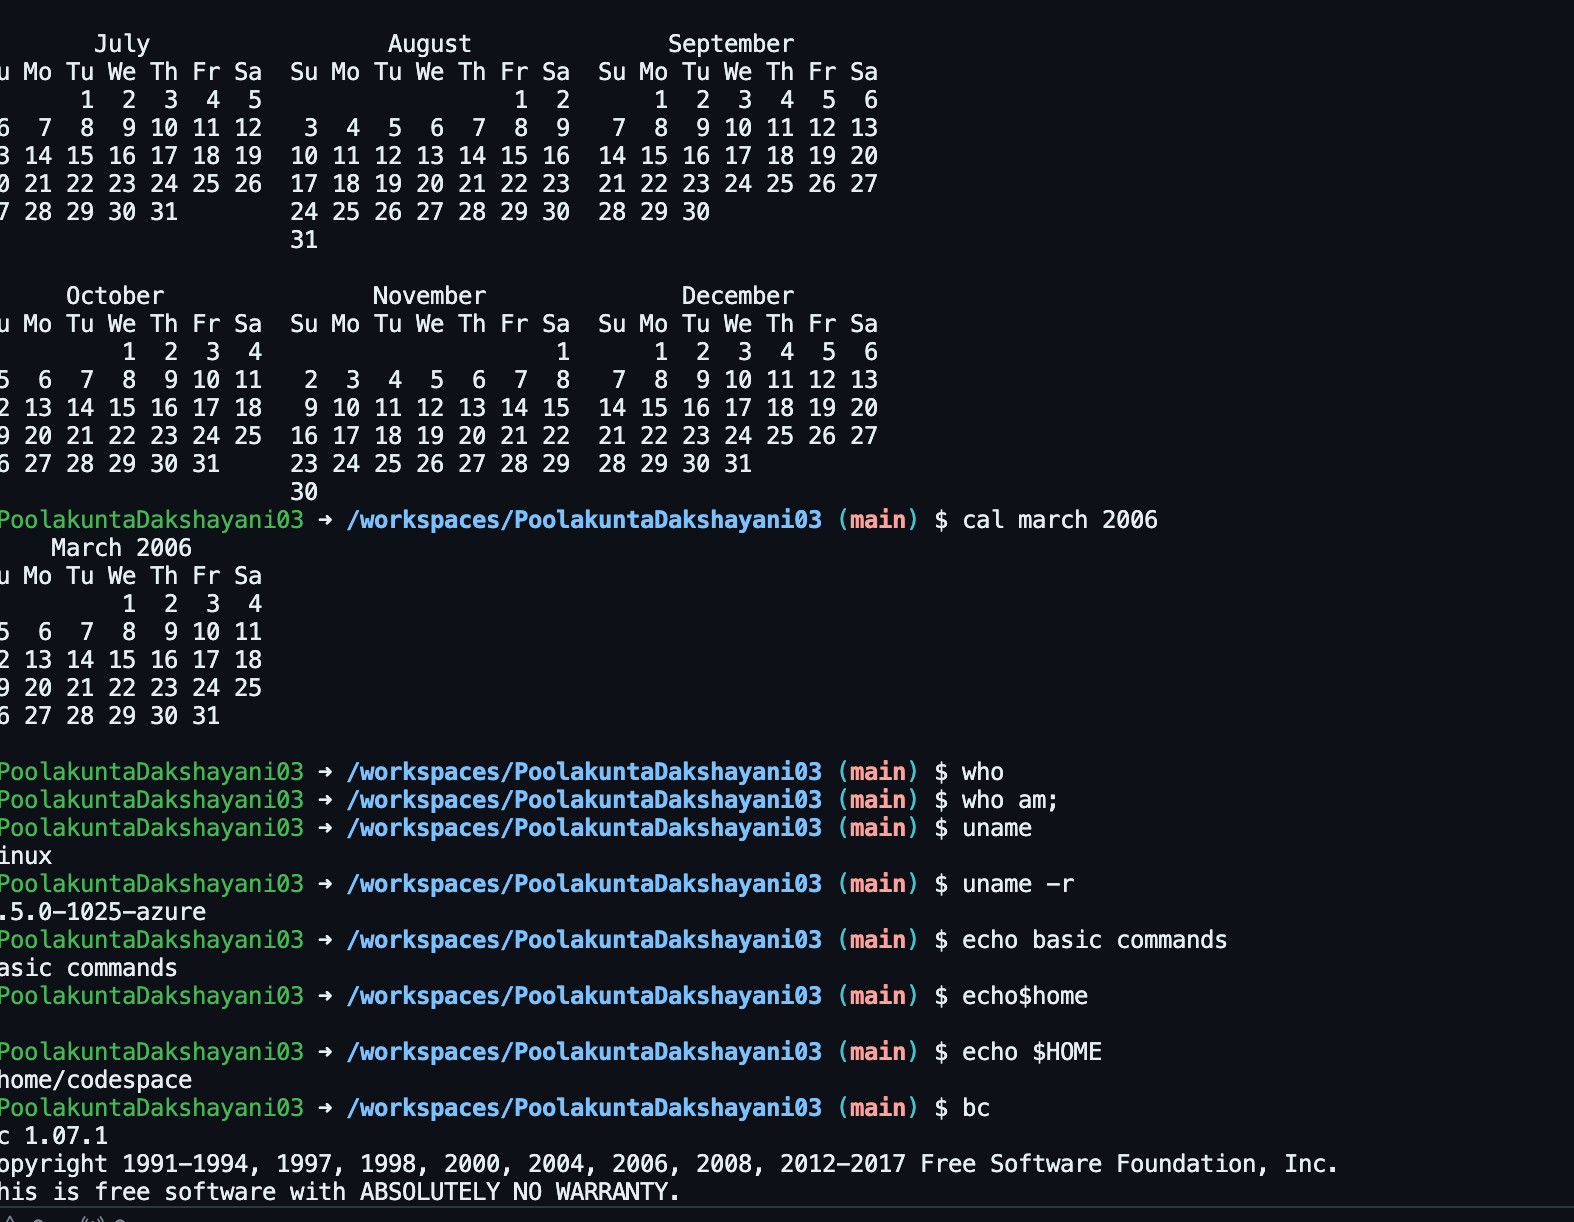 July                 August              September
u Mo Tu We Th Fr Sa  Su Mo Tu We Th Fr Sa  Su Mo Tu We Th Fr Sa
      1  2  3  4  5                  1  2      1  2  3  4  5  6
6  7  8  9 10 11 12   3  4  5  6  7  8  9   7  8  9 10 11 12 13
3 14 15 16 17 18 19  10 11 12 13 14 15 16  14 15 16 17 18 19 20
0 21 22 23 24 25 26  17 18 19 20 21 22 23  21 22 23 24 25 26 27
7 28 29 30 31        24 25 26 27 28 29 30  28 29 30
                     31
     October               November              December
u Mo Tu We Th Fr Sa  Su Mo Tu We Th Fr Sa  Su Mo Tu We Th Fr Sa
         1  2  3  4                     1      1  2  3  4  5  6
5  6  7  8  9 10 11   2  3  4  5  6  7  8   7  8  9 10 11 12 13
2 13 14 15 16 17 18   9 10 11 12 13 14 15  14 15 16 17 18 19 20
9 20 21 22 23 24 25  16 17 18 19 20 21 22  21 22 23 24 25 26 27
6 27 28 29 30 31     23 24 25 26 27 28 29  28 29 30 31
                     30
PoolakuntaDakshayani03 ➜ /workspaces/PoolakuntaDakshayani03 (main) $ cal march 2006
    March 2006
u Mo Tu We Th Fr Sa
         1  2  3  4
5  6  7  8  9 10 11
2 13 14 15 16 17 18
9 20 21 22 23 24 25
6 27 28 29 30 31
PoolakuntaDakshayani03 ➜ /workspaces/PoolakuntaDakshayani03 (main) $ who
PoolakuntaDakshayani03 ➜ /workspaces/PoolakuntaDakshayani03 (main) $ who am;
PoolakuntaDakshayani03 ➜ /workspaces/PoolakuntaDakshayani03 (main) $ uname
inux
PoolakuntaDakshayani03 ➜ /workspaces/PoolakuntaDakshayani03 (main) $ uname -r
.5.0-1025-azure
PoolakuntaDakshayani03 ➜ /workspaces/PoolakuntaDakshayani03 (main) $ echo basic commands
asic commands
PoolakuntaDakshayani03 ➜ /workspaces/PoolakuntaDakshayani03 (main) $ echo$home
PoolakuntaDakshayani03 ➜ /workspaces/PoolakuntaDakshayani03 (main) $ echo $HOME
home/codespace
PoolakuntaDakshayani03 ➜ /workspaces/PoolakuntaDakshayani03 (main) $ bc
c 1.07.1
opyright 1991-1994, 1997, 1998, 2000, 2004, 2006, 2008, 2012-2017 Free Software Foundation, Inc.
his is free software with ABSOLUTELY NO WARRANTY.